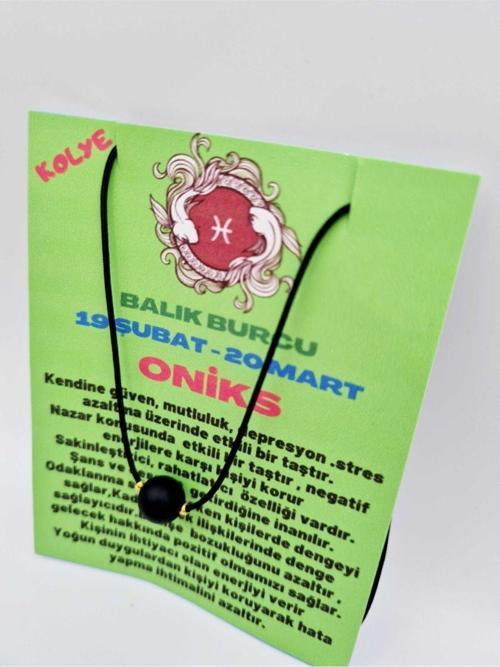 KOLYE
BALIK BURCU
19 ŞUBAT - 20 MART
ONİKS
Kendine güven, mutluluk, depresyon .stres
azaltma üzerinde etkili bir taştır.
Nazar konusunda etkili bir taştır , negatif
enerjilere karşı kişiyi korur
Sakinleştirici, rahatlatıcı özelliği vardır.
Şans ve getirdiğine inanılır.
Odaklanma kişilerde dengeyi
sağlar, ilişkilerinde denge
sağlayıcıdır bozukluğunu azaltır ,
gelecek hakkında pozitif olmamızı sağlar.
Kişinin ihtiyacı olan enerjiyi verir
Yoğun duygulardan kişiyi koruyarak hata
yapma ihtimalini azaltır.